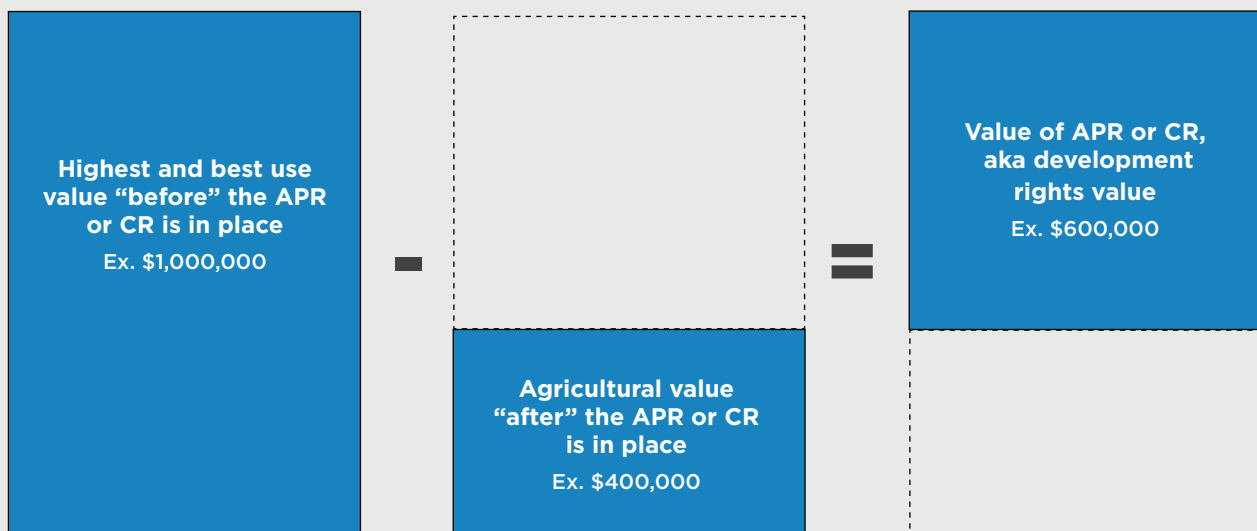 Highest and best use
value “before” the APR
or CR is in place
Ex. $1,000,000
-
Agricultural value
“after” the APR or CR
is in place
Ex. $400,000
=
Value of APR or CR,
aka development
rights value
Ex. $600,000